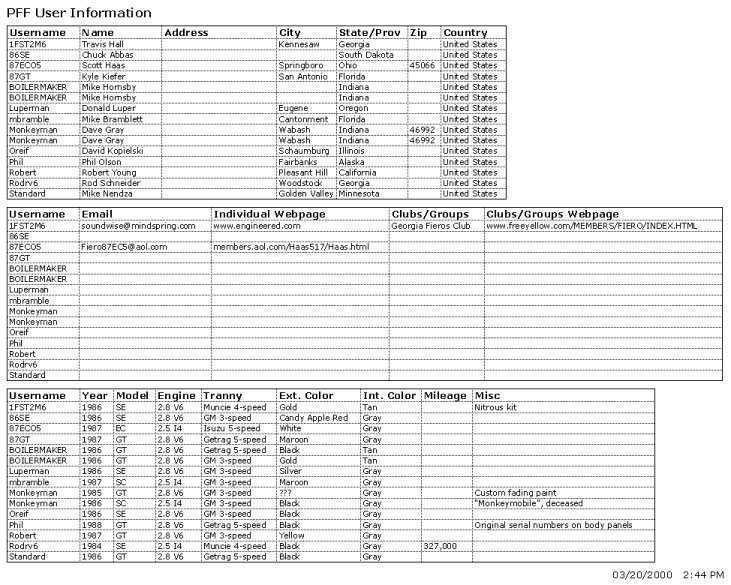 PFF User Information
Username Name Address City State/Prov Zip Country
1FST2M6 Travis Hall Kennesaw Georgia United States
86SE Chuck Abbas South Dakota United States
87ECO5 Scott Haas Springboro Ohio 45066 United States
87GT Kyle Kiefer San Antonio Florida United States
BOILERMAKER Mike Hornsby Indiana United States
BOILERMAKER Mike Hornsby Indiana United States
Luperman Donald Luper Eugene Oregon United States
mbramble Mike Bramblett Cantonment Florida United States
Monkeyman Dave Gray Wabash Indiana 46992 United States
Monkeyman Dave Gray Wabash Indiana 46992 United States
Oreif David Kopielski Schaumburg Illinois United States
Phil Phil Olson Fairbanks Alaska United States
Robert Robert Young Pleasant Hill California United States
Rodrv6 Rod Schneider Woodstock Georgia United States
Standard Mike Nendza Golden Valley Minnesota United States
Username Email Individual Webpage Clubs/Groups Clubs/Groups Webpage
1FST2M6 soundwise@mindspring.com www.engineered.com Georgia Fieros Club www.freeyellow.com/MEMBERS/FIERO/INDEX.HTML
86SE
87ECO5 Fiero87EC5@aol.com members.aol.com/Haas517/Haas.html
87GT
BOILERMAKER
BOILERMAKER
Luperman
mbramble
Monkeyman
Monkeyman
Oreif
Phil
Robert
Rodrv6
Standard
Username Year Model Engine Tranny Ext. Color Int. Color Mileage Misc
1FST2M6 1986 SE 2.8 V6 Muncie 4-speed Gold Tan Nitrous kit
86SE 1986 SE 2.8 V6 GM 3-speed Candy Apple Red Gray
87ECO5 1987 EC 2.5 I4 Isuzu 5-speed White Gray
87GT 1987 GT 2.8 V6 Getrag 5-speed Maroon Gray
BOILERMAKER 1986 GT 2.8 V6 Getrag 5-speed Black Tan
BOILERMAKER 1986 GT 2.8 V6 GM 3-speed Gold Tan
Luperman 1986 SE 2.8 V6 GM 3-speed Silver Gray
mbramble 1987 SC 2.5 I4 GM 3-speed Maroon Gray
Monkeyman 1985 GT 2.8 V6 GM 3-speed ??? Gray Custom fading paint
Monkeyman 1986 SC 2.5 I4 GM 3-speed Black Gray "Monkeymobile", deceased
Oreif 1986 SE 2.8 V6 GM 3-speed Black Gray
Phil 1988 GT 2.8 V6 Getrag 5-speed Black Gray Original serial numbers on body panels
Robert 1987 GT 2.8 V6 GM 3-speed Yellow Gray
Rodrv6 1984 SE 2.5 I4 Muncie 4-speed Black Gray 327,000
Standard 1986 GT 2.8 V6 Getrag 5-speed Black Gray
03/20/2000 2:44 PM